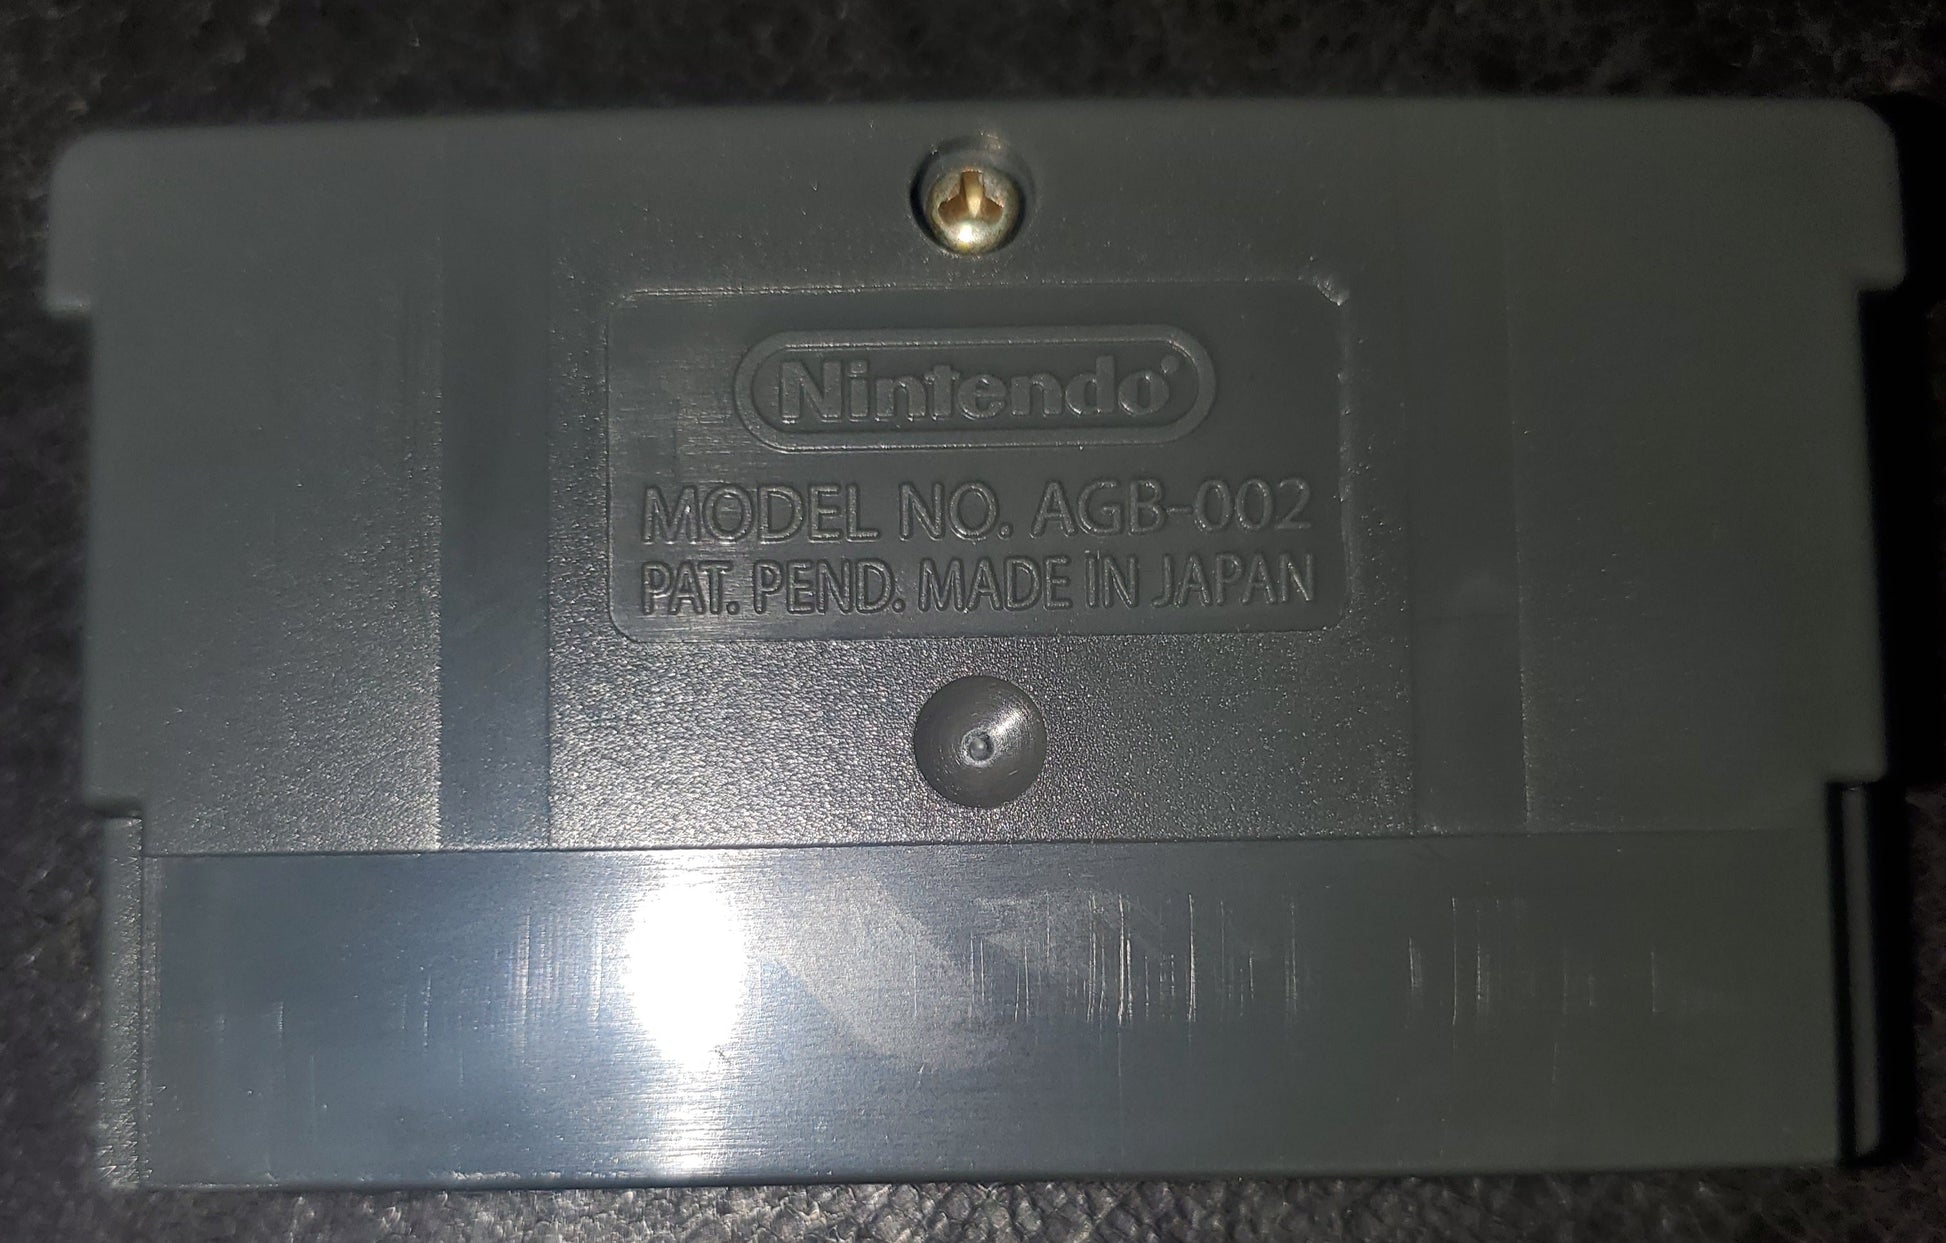 Nintendo
MODEL NO. AGB-002
PAT. PEND. MADE IN JAPAN